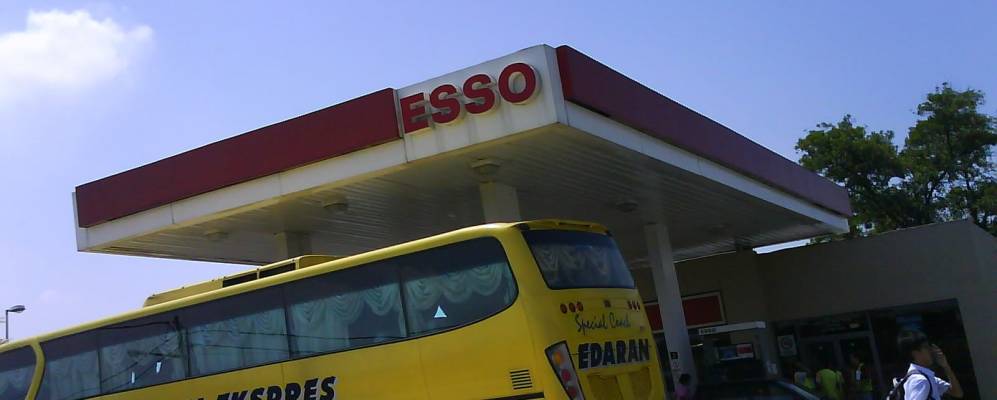 ESSO
Special Coach
EDARAN
EKSPRES